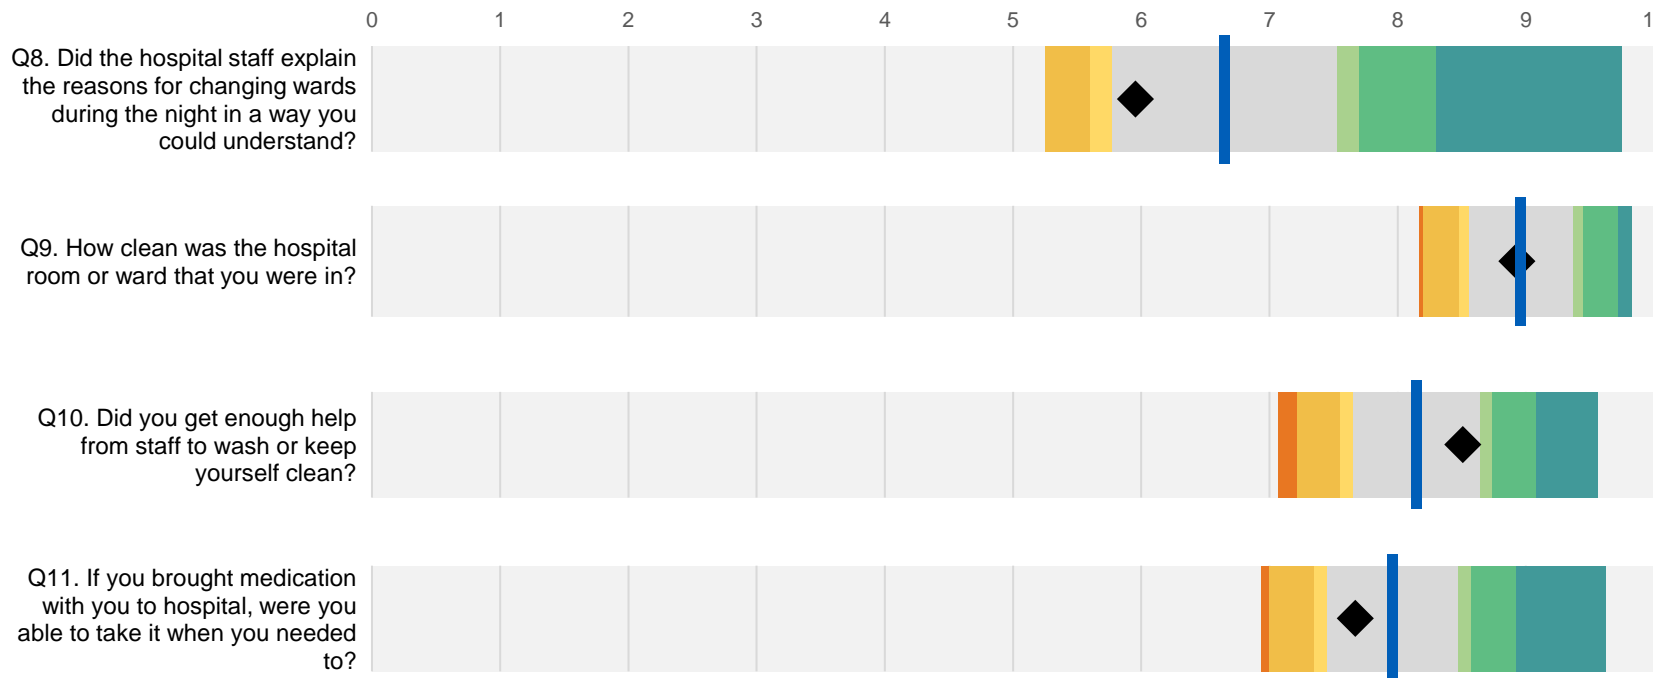 0 1 2 3 4 5 6 7 8 9 1
Q8. Did the hospital staff explain
the reasons for changing wards
during the night in a way you
could understand?
Q9. How clean was the hospital
room or ward that you were in?
Q10. Did you get enough help
from staff to wash or keep
yourself clean?
Q11. If you brought medication
with you to hospital, were you
able to take it when you needed
to?